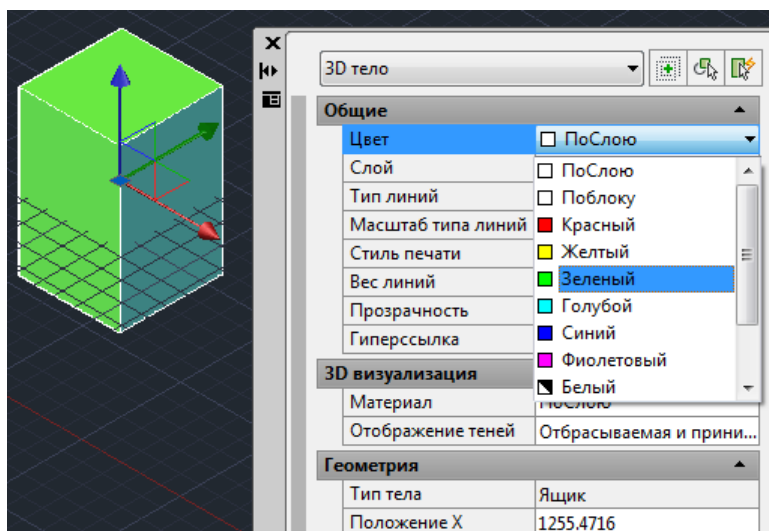 3D тело
Общие
Цвет ПоСлою
Слой ПоСлою
Тип линий Поблоку
Масштаб типа линий Красный
Стиль печати Желтый
Вес линий Зеленый
Прозрачность Голубой
Гиперссылка Синий
3D визуализация Фиолетовый
Белый
Материал ПоСлою
Отображение теней Отбрасываемая и прини...
Геометрия
Тип тела Ящик
Положение X 1255.4716